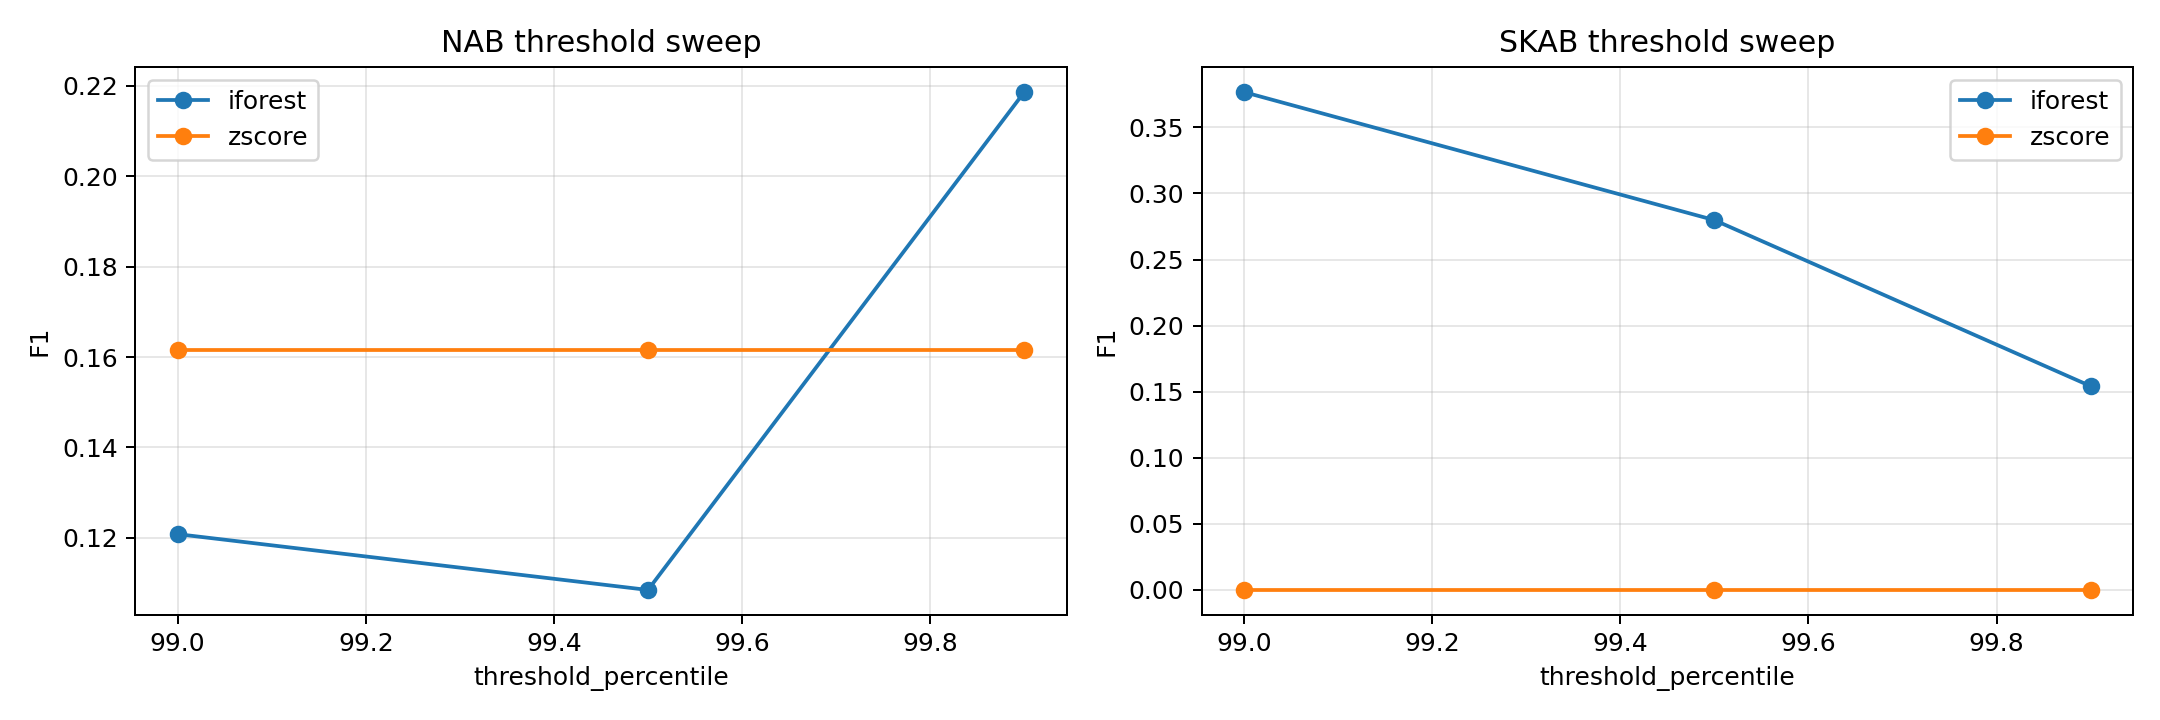 NAB threshold sweep
iforest
zscore
F1
0.22
0.20
0.18
0.16
0.14
0.12
99.0 99.2 99.4 99.6 99.8
threshold_percentile
SKAB threshold sweep
iforest
zscore
F1
0.35
0.30
0.25
0.20
0.15
0.10
0.05
0.00
99.0 99.2 99.4 99.6 99.8
threshold_percentile